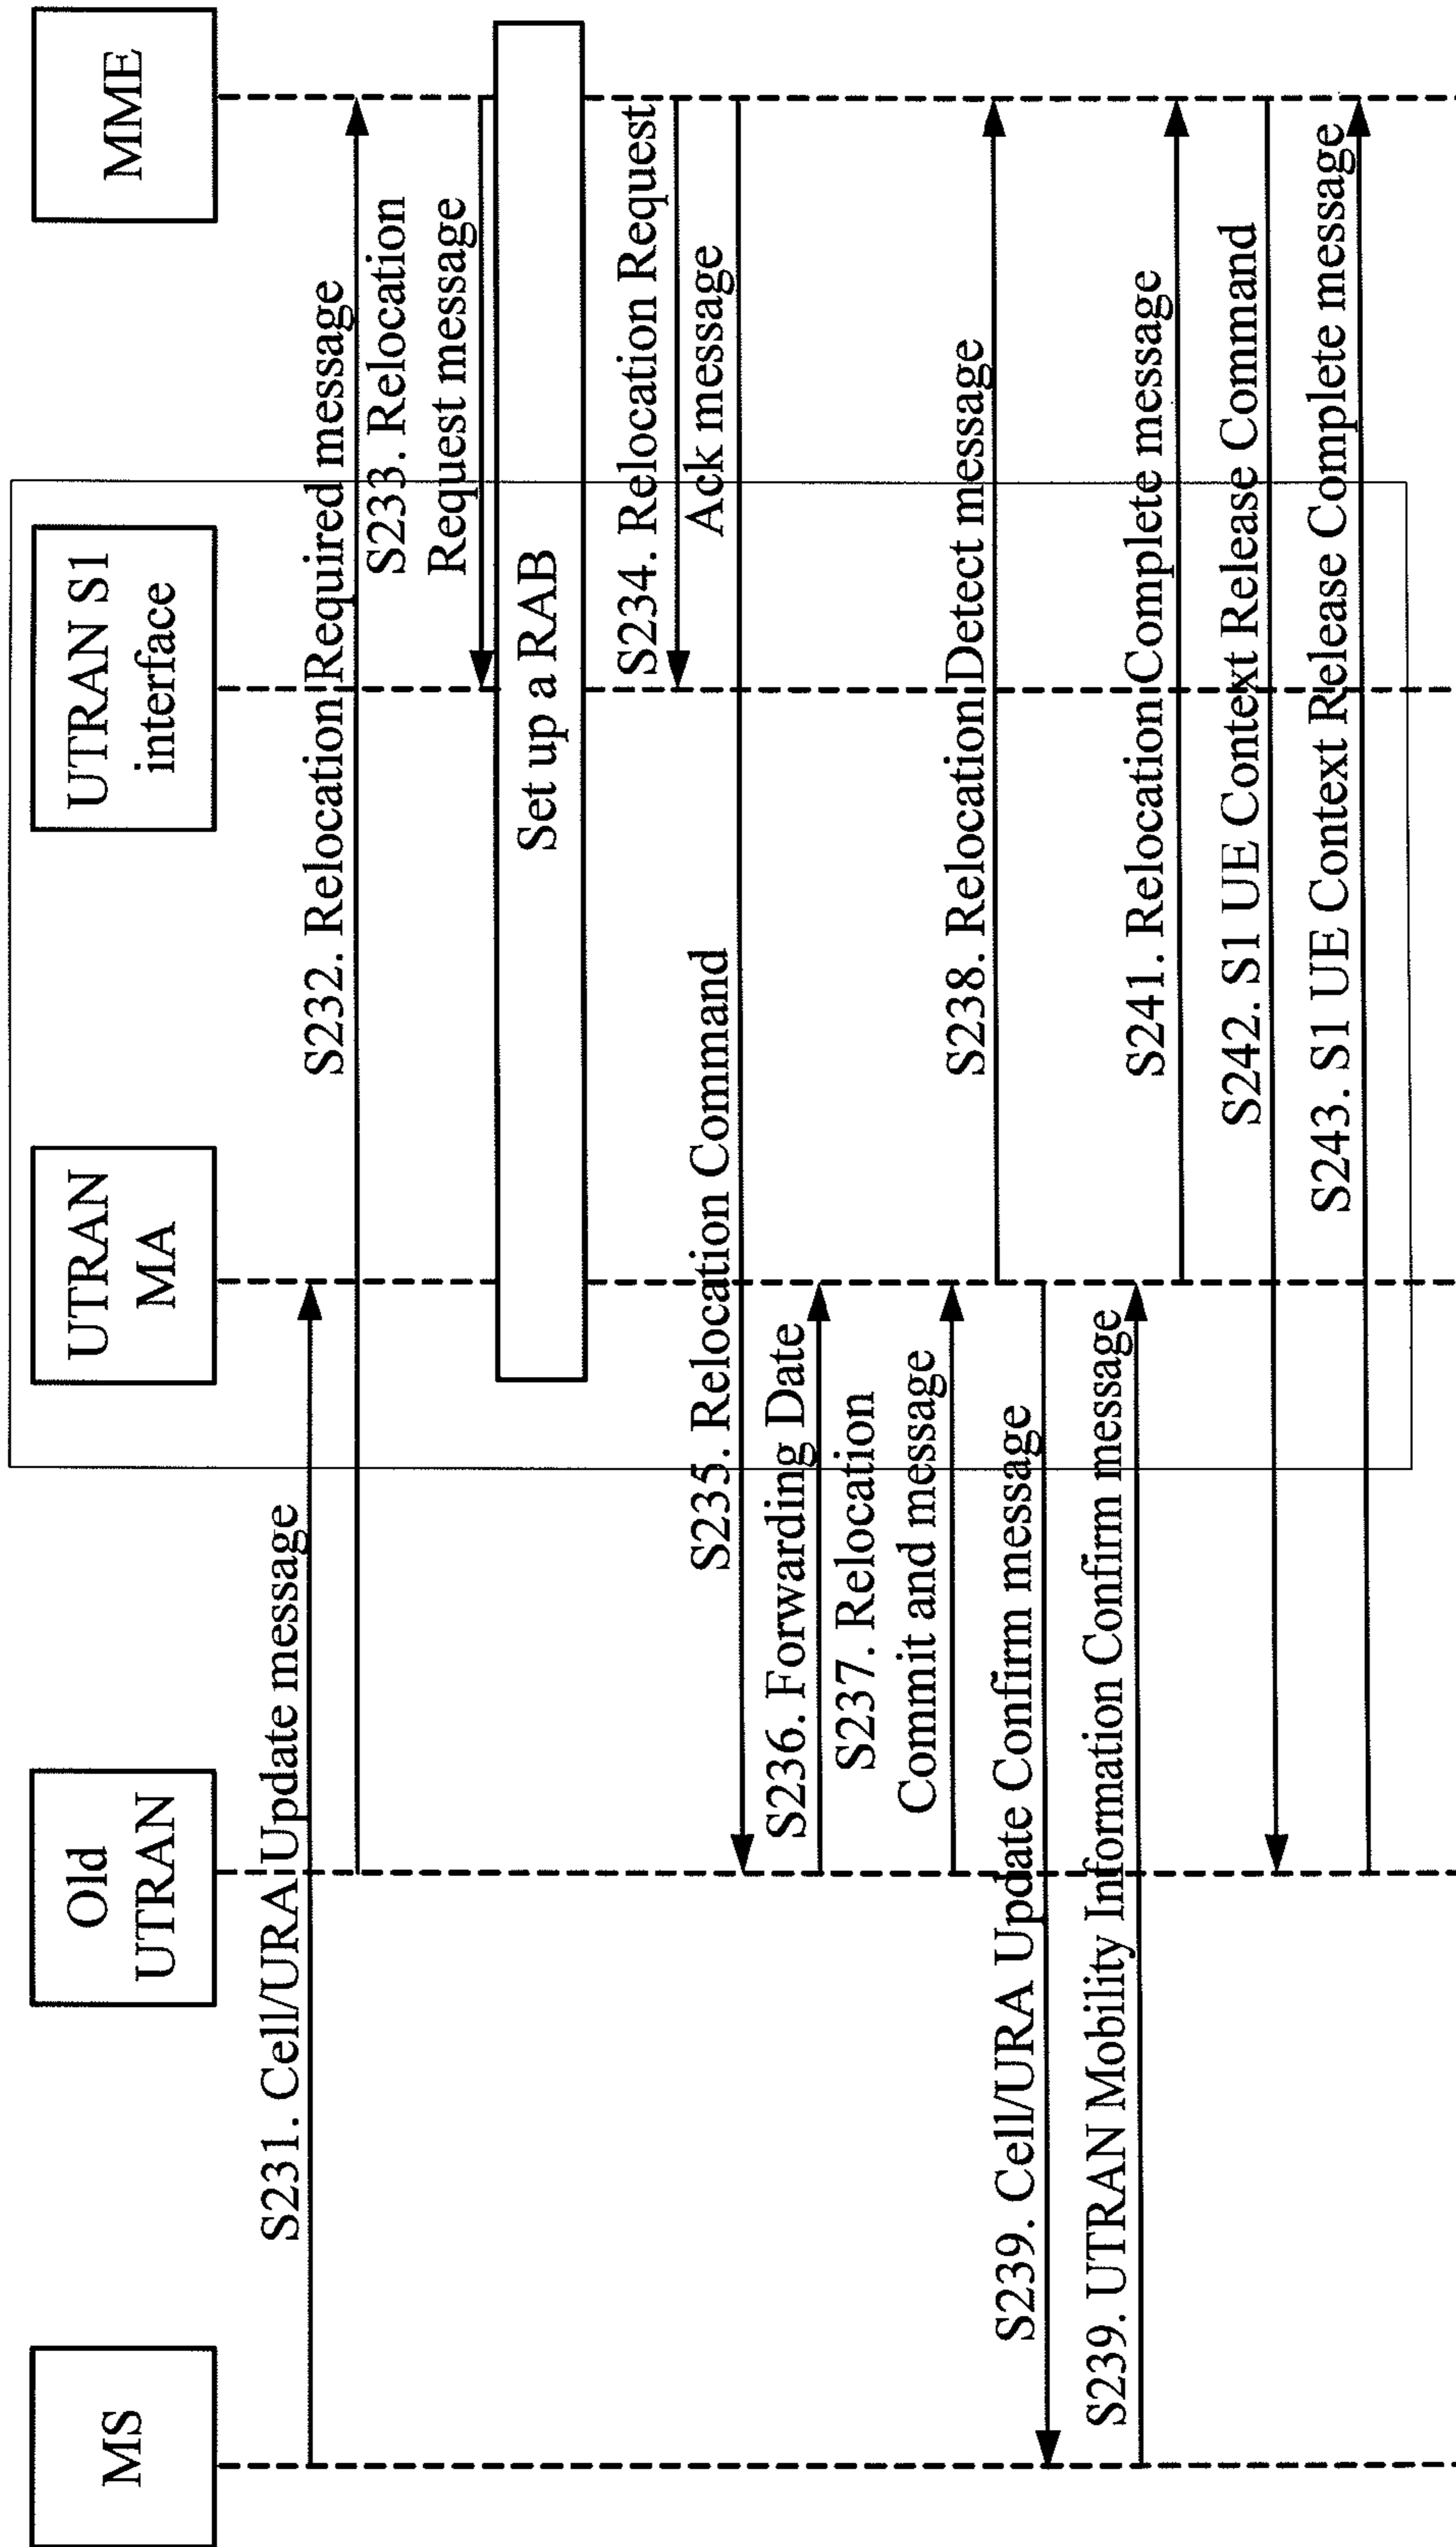 MS
Old
UTRAN
UTRAN
MA
UTRAN S1
interface
MME
S231. Cell/URA Update message
S232. Relocation Required message
S233. Relocation
Request message
Set up a RAB
S234. Relocation Request
Ack message
S235. Relocation Command
S236. Forwarding Date
S237. Relocation
Commit and message
S238. Relocation Detect message
S239. Cell/URA Update Confirm message
S239. UTRAN Mobility Information Confirm message
S241. Relocation Complete message
S242. S1 UE Context Release Command
S243. S1 UE Context Release Complete message